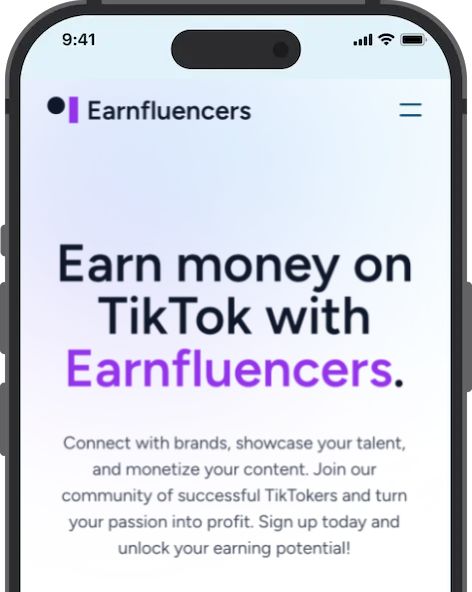 9:41
Earnfluencers
Earn money on
TikTok with
Earnfluencers.
Connect with brands, showcase your talent,
and monetize your content. Join our
community of successful TikTokers and turn
your passion into profit. Sign up today and
unlock your earning potential!